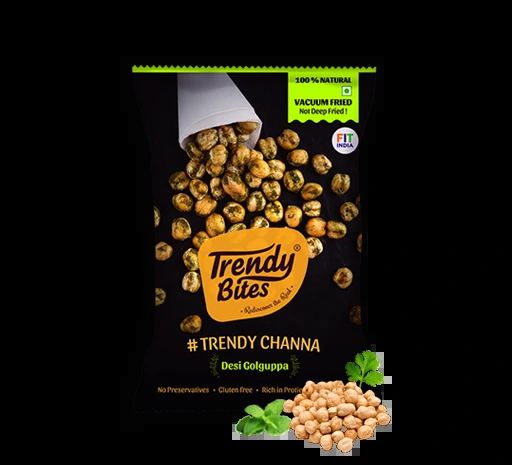 100 % NATURAL
VACUUM FRIED
Not Deep Fried !
FIT
INDIA
Trendy ®
Bites
• Rediscover the Real •
# TRENDY CHANNA
Desi Golguppa
No Preservatives • Gluten free • Rich in